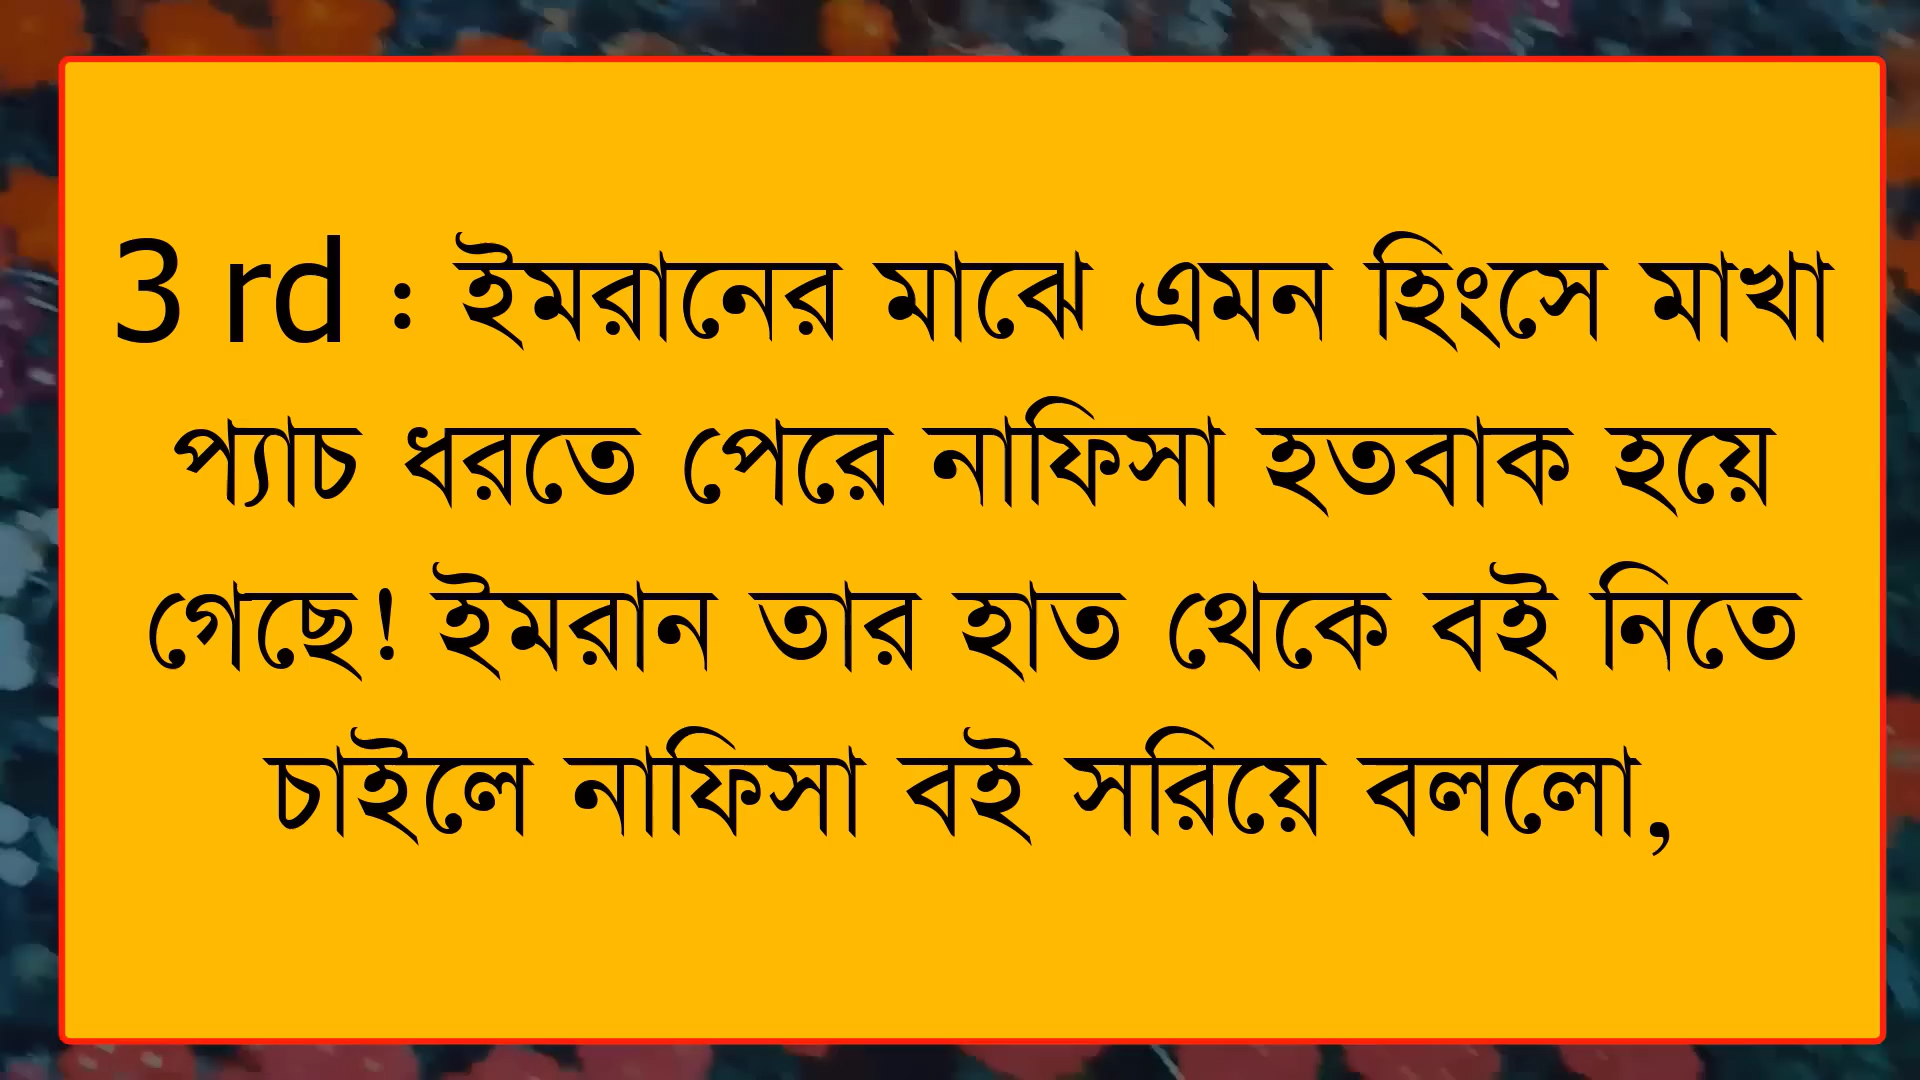 3 rd : ইমরানের মাঝে এমন হিংসে মাখা
প্যাচ ধরতে পেরে নাফিসা হতবাক হয়ে
গেছে! ইমরান তার হাত থেকে বই নিতে
চাইলে নাফিসা বই সরিয়ে বললো,